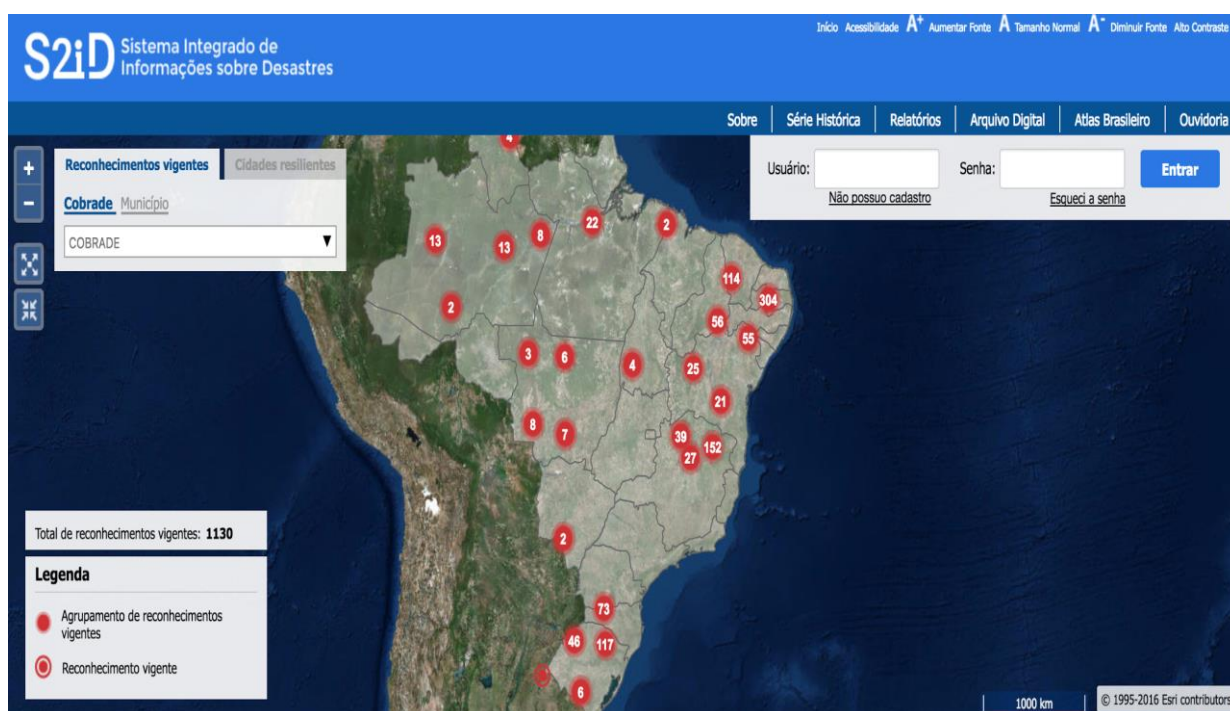 Início Acessibilidade A+ Aumentar Fonte A Tamanho Normal A- Diminuir Fonte Alto Contraste
S2iD Sistema Integrado de
Informações sobre Desastres
Sobre Série Histórica Relatórios Arquivo Digital Atlas Brasileiro Ouvidoria
+
-
Reconhecimentos vigentes Cidades resilientes
Cobrade Município
COBRADE
Usuário: Senha: Entrar
Não possuo cadastro Esqueci a senha
4
22
2
8
13
13
114
304
2
56
55
3
6
4
25
21
8
7
39
152
27
2
73
46
117
6
Total de reconhecimentos vigentes: 1130
Legenda
Agrupamento de reconhecimentos
vigentes
Reconhecimento vigente
1000 km
© 1995-2016 Esri contributors